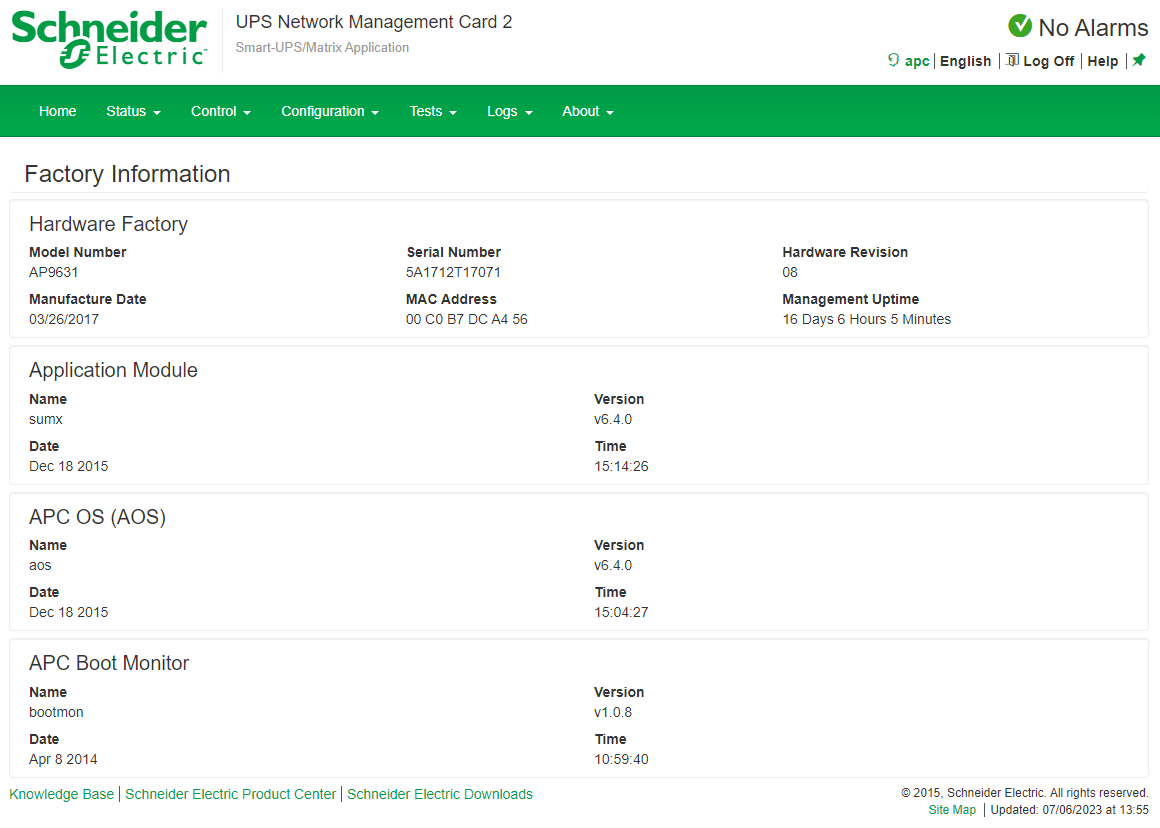 Schneider Electric
UPS Network Management Card 2
Smart-UPS/Matrix Application
No Alarms
apc | English | Log Off | Help |
Home Status Control Configuration Tests Logs About
Factory Information
Hardware Factory
Model Number Serial Number Hardware Revision
AP9631 5A1712T17071 08
Manufacture Date MAC Address Management Uptime
03/26/2017 00 C0 B7 DC A4 56 16 Days 6 Hours 5 Minutes
Application Module
Name Version
sumx v6.4.0
Date Time
Dec 18 2015 15:14:26
APC OS (AOS)
Name Version
aos v6.4.0
Date Time
Dec 18 2015 15:04:27
APC Boot Monitor
Name Version
bootmon v1.0.8
Date Time
Apr 8 2014 10:59:40
Knowledge Base | Schneider Electric Product Center | Schneider Electric Downloads
© 2015, Schneider Electric. All rights reserved.
Site Map | Updated: 07/06/2023 at 13:55